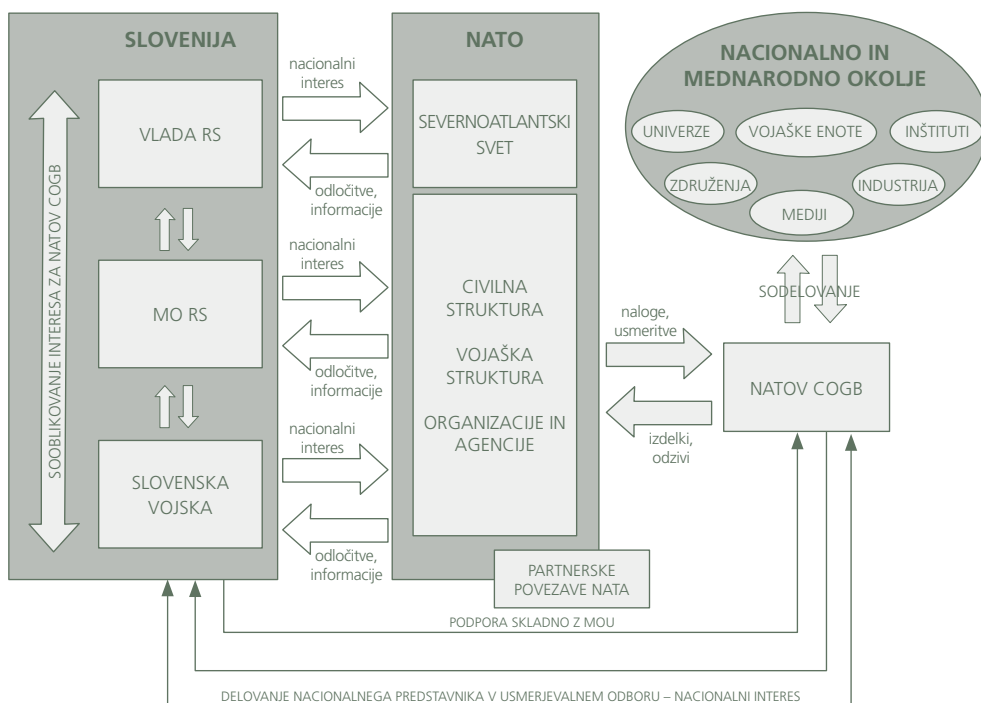 SLOVENIJA
SOOBLIKOVANJE INTERESA ZA NATOV COGB
VLADA RS
MO RS
SLOVENSKA
VOJSKA
nacionalni
interes
odločitve,
informacije
nacionalni
interes
odločitve,
informacije
nacionalni
interes
odločitve,
informacije
NATO
SEVERNOATLANTSKI
SVET
CIVILNA
STRUKTURA
VOJAŠKA
STRUKTURA
ORGANIZACIJE IN
AGENCIJE
PARTNERSKE
POVEZAVE NATA
NACIONALNO IN
MEDNARODNO OKOLJE
UNIVERZE
VOJAŠKE ENOTE
INŠTITUTI
ZDRUŽENJA
INDUSTRIJA
MEDIJI
SODELOVANJE
naloge,
usmeritve
NATOV COGB
izdelki,
odzivi
PODPORA SKLADNO Z MOU
DELOVANJE NACIONALNEGA PREDSTAVNIKA V USMERJEVALNEM ODBORU – NACIONALNI INTERES